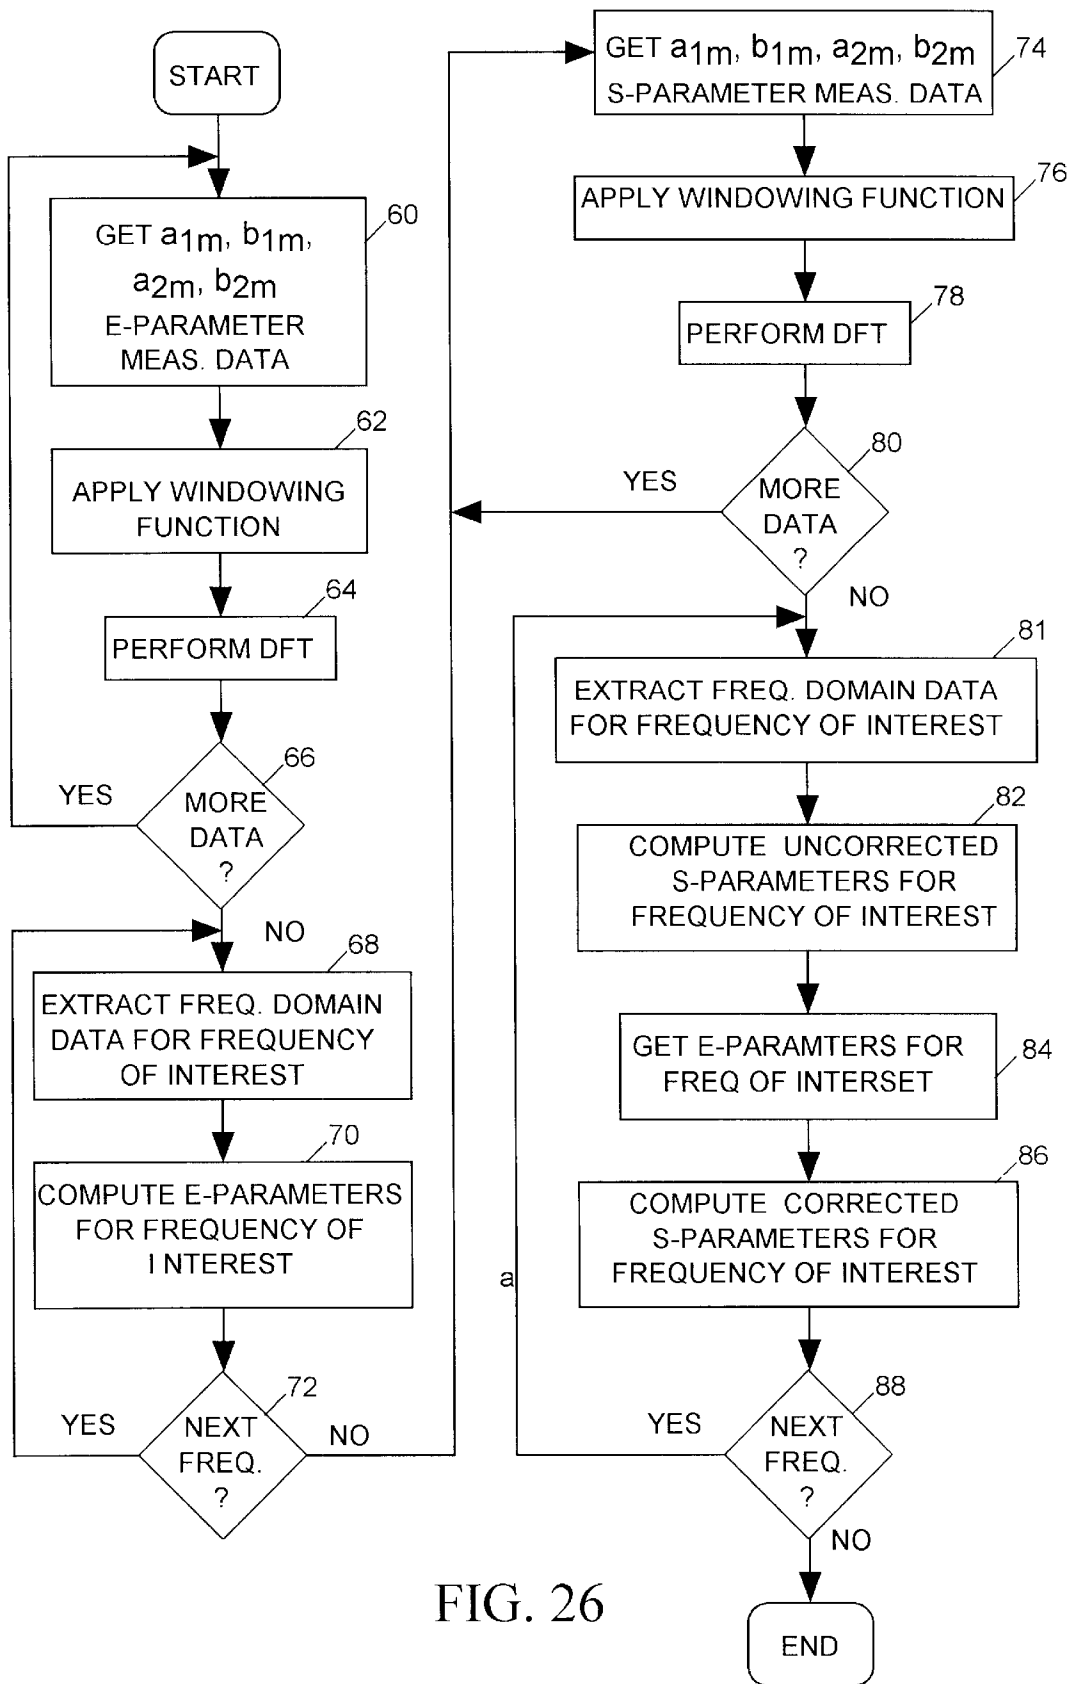 START
GET a1m, b1m,
a2m, b2m
E-PARAMETER
MEAS. DATA
60
62
APPLY WINDOWING
FUNCTION
64
PERFORM DFT
66
YES
MORE
DATA
?
NO
68
EXTRACT FREQ. DOMAIN
DATA FOR FREQUENCY
OF INTEREST
70
COMPUTE E-PARAMETERS
FOR FREQUENCY OF
I NTEREST
72
YES
NEXT
FREQ.
?
NO
GET a1m, b1m, a2m, b2m
S-PARAMETER MEAS. DATA
74
76
APPLY WINDOWING FUNCTION
78
PERFORM DFT
80
YES
MORE
DATA
?
NO
81
EXTRACT FREQ. DOMAIN DATA
FOR FREQUENCY OF INTEREST
82
COMPUTE UNCORRECTED
S-PARAMETERS FOR
FREQUENCY OF INTEREST
GET E-PARAMTERS FOR
FREQ OF INTERSET
84
86
COMPUTE CORRECTED
S-PARAMETERS FOR
FREQUENCY OF INTEREST
a
88
YES
NEXT
FREQ.
?
NO
END
FIG. 26